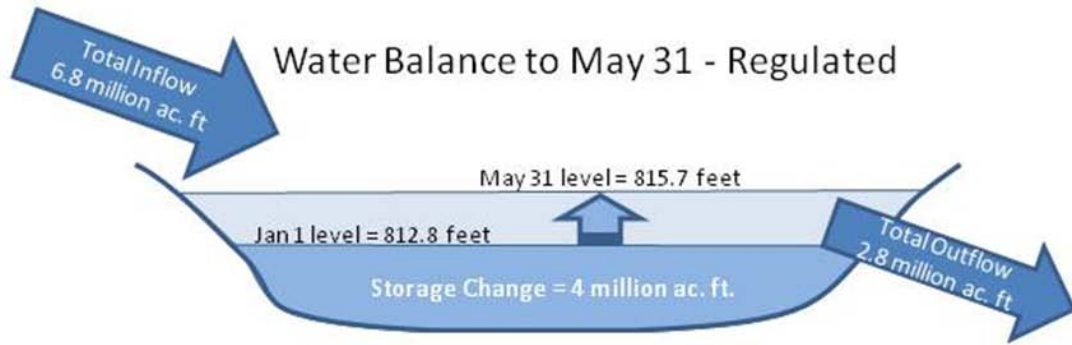 Total Inflow
6.8 million ac. ft
Water Balance to May 31 - Regulated
May 31 level = 815.7 feet
Jan 1 level = 812.8 feet
Total Outflow
2.8 million ac. ft
Storage Change = 4 million ac. ft.